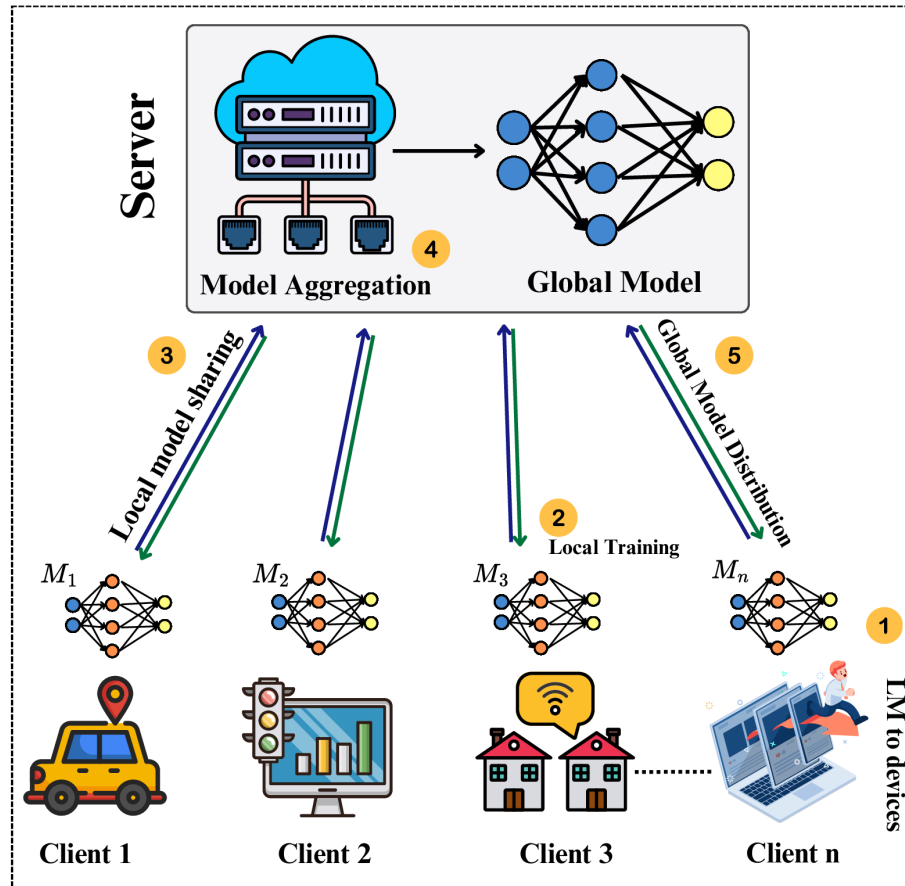 Server
4
Model Aggregation
Global Model
3
Local model sharing
5
Global Model Distribution
2
Local Training
M₁
M₂
M₃
Mₙ
1
LM to devices
Client 1
Client 2
Client 3
Client n